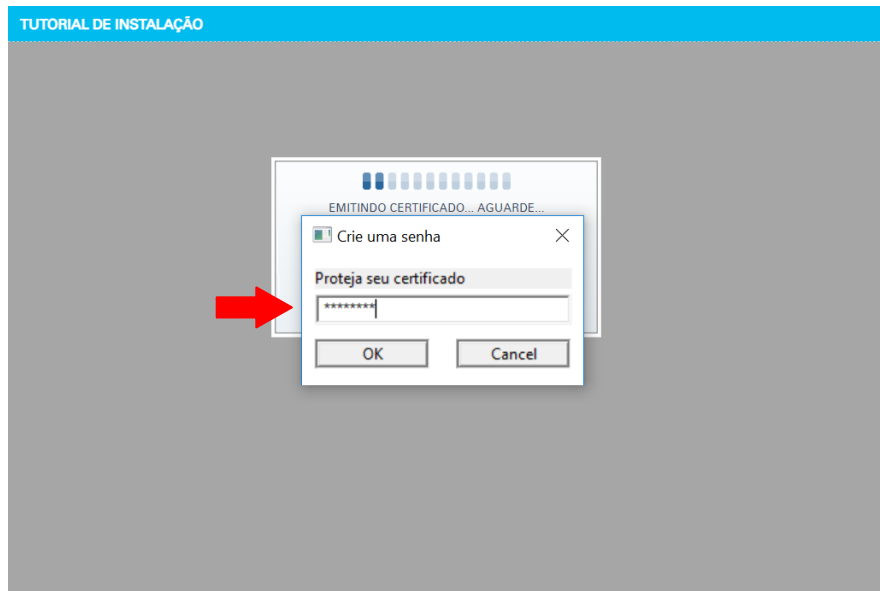 TUTORIAL DE INSTALAÇÃO
EMITINDO CERTIFICADO... AGUARDE...
Crie uma senha
Proteja seu certificado
********
OK Cancel